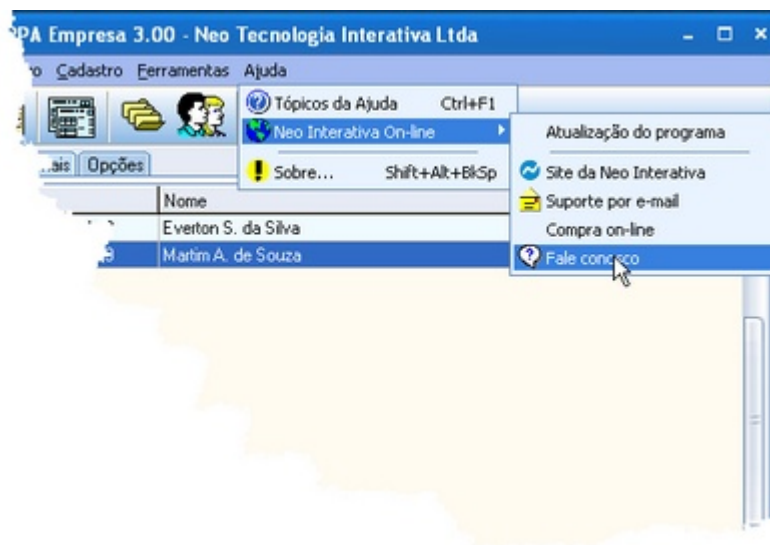 PA Empresa 3.00 - Neo Tecnologia Interativa Ltda
Cadastro Ferramentas Ajuda
Tópicos da Ajuda Ctrl+F1
Neo Interativa On-line
Sobre... Shift+Alt+BkSp
Atualização do programa
Site da Neo Interativa
Suporte por e-mail
Compra on-line
Fale conosco
Opções
Nome
Everton S. da Silva
Martim A. de Souza